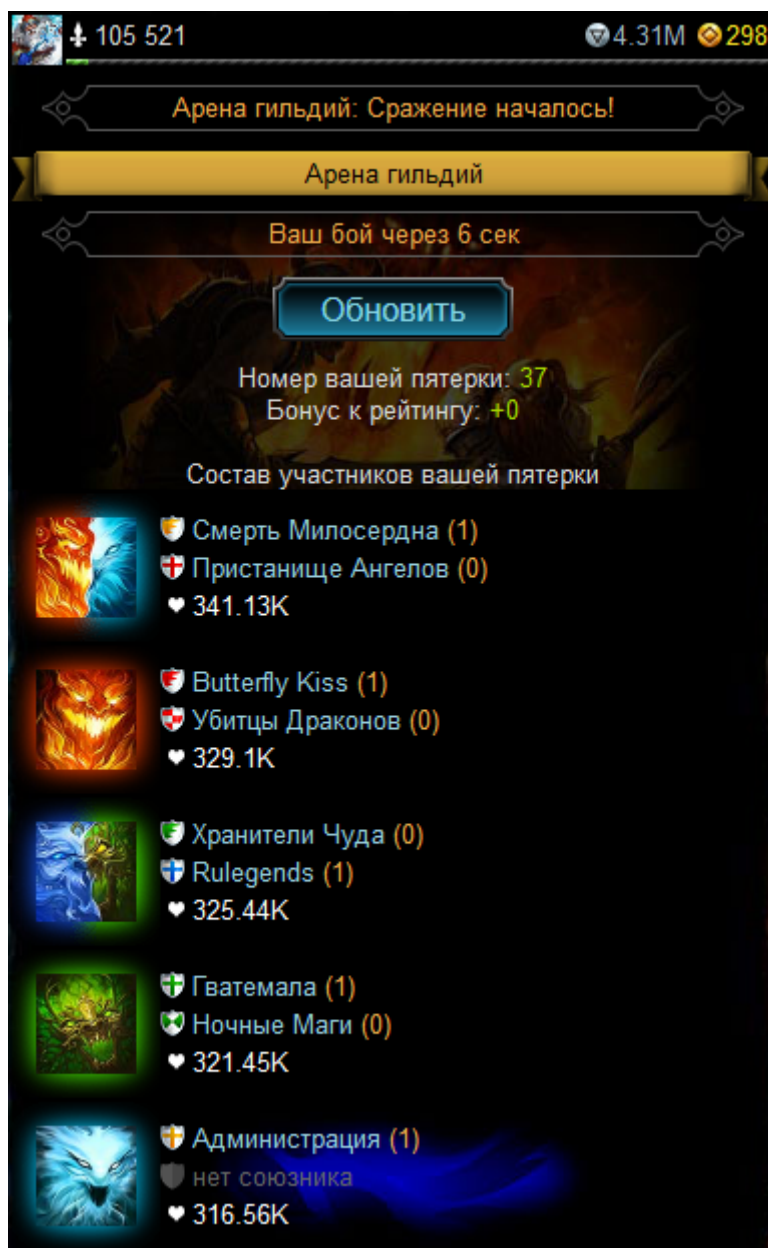 105 521 4.31M 298
Арена гильдий: Сражение началось!
Арена гильдий
Ваш бой через 6 сек
Обновить
Номер вашей пятерки: 37
Бонус к рейтингу: +0
Состав участников вашей пятерки
Смерть Милосердна (1)
Пристанище Ангелов (0)
341.13K
Butterfly Kiss (1)
Убитцы Драконов (0)
329.1K
Хранители Чуда (0)
Rulegends (1)
325.44K
Гватемала (1)
Ночные Маги (0)
321.45K
Администрация (1)
нет союзника
316.56K